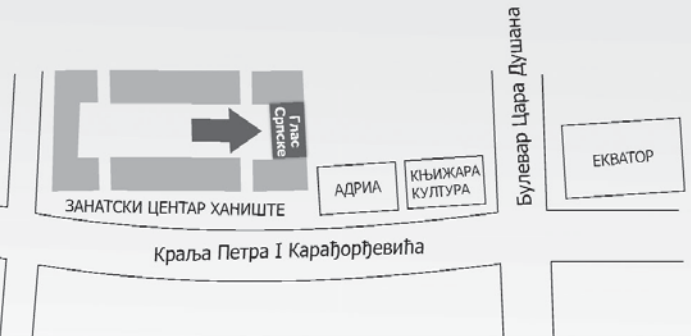 Глас
Српске
ЗАНАТСКИ ЦЕНТАР ХАНИШТЕ
АДРИА
КЊИЖАРА
КУЛТУРА
Булевар Цара Душана
ЕКВАТОР
Краља Петра I Карађорђевића